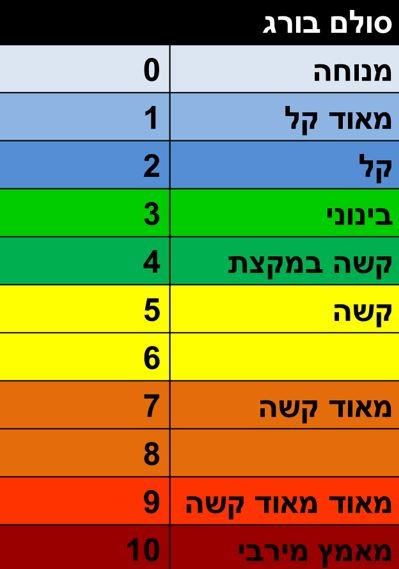 סולם בורג
מנוחה 0
מאוד קל 1
קל 2
בינוני 3
קשה במקצת 4
קשה 5
6
מאוד קשה 7
8
מאוד מאוד קשה 9
מאמץ מירבי 10